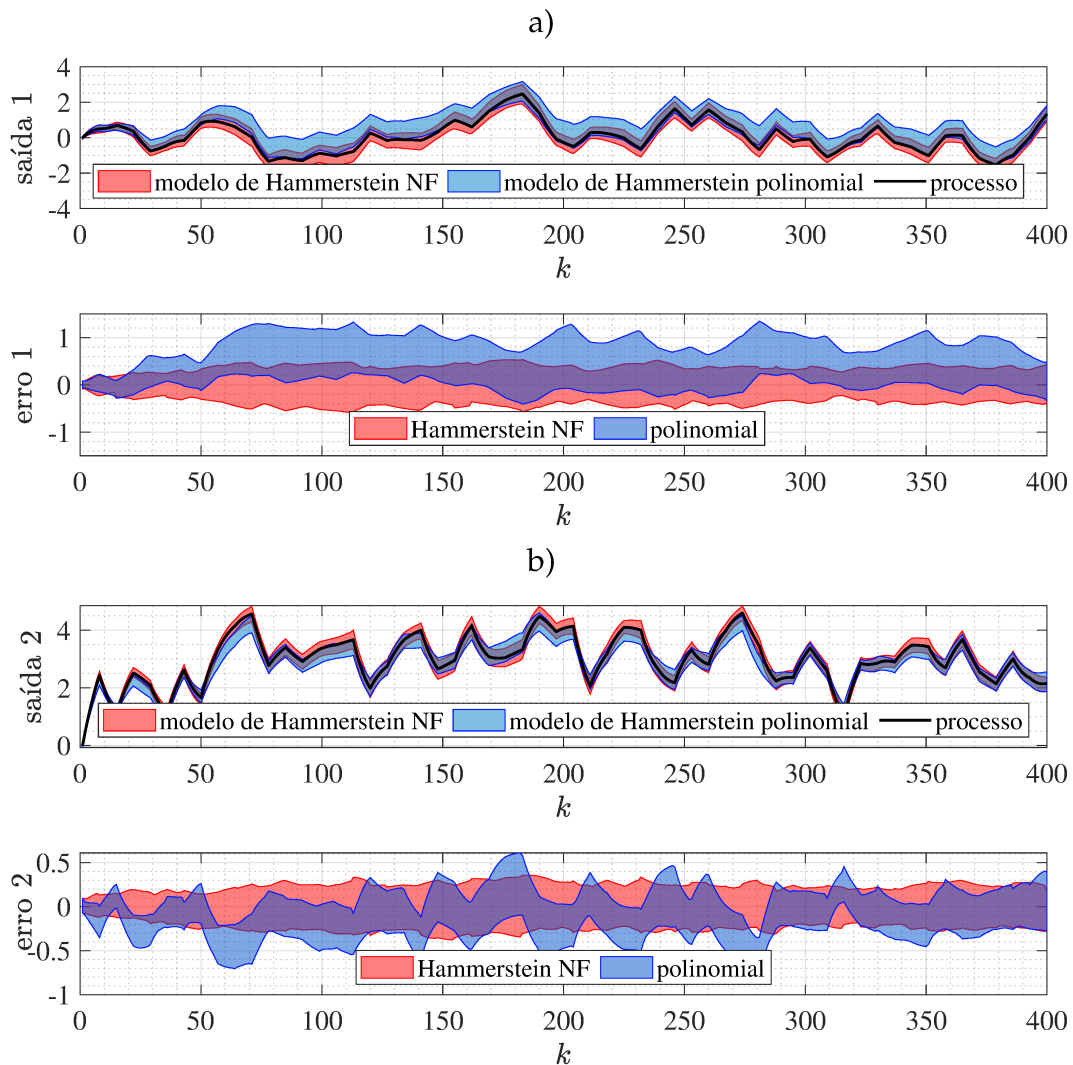 a)
saída 1
4
2
0
-2
-4
modelo de Hammerstein NF modelo de Hammerstein polinomial processo
0 50 100 150 200 250 300 350 400
k
erro 1
1
0
-1
Hammerstein NF polinomial
0 50 100 150 200 250 300 350 400
k
b)
saída 2
4
2
0
modelo de Hammerstein NF modelo de Hammerstein polinomial processo
0 50 100 150 200 250 300 350 400
k
erro 2
0.5
0
-0.5
-1
Hammerstein NF polinomial
0 50 100 150 200 250 300 350 400
k